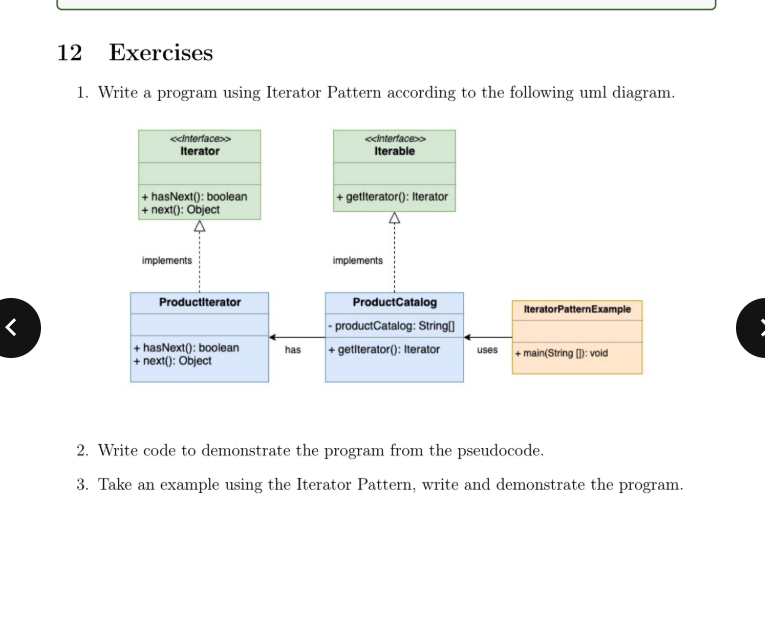 12 Exercises
1. Write a program using Iterator Pattern according to the following uml diagram.
<<Interface>>
Iterator
+ hasNext(): boolean
+ next(): Object
<<Interface>>
Iterable
+ getIterator(): Iterator
implements
implements
ProductIterator
+ hasNext(): boolean
+ next(): Object
has
ProductCatalog
- productCatalog: String[]
+ getIterator(): Iterator
uses
IteratorPatternExample
+ main(String []): void
2. Write code to demonstrate the program from the pseudocode.
3. Take an example using the Iterator Pattern, write and demonstrate the program.